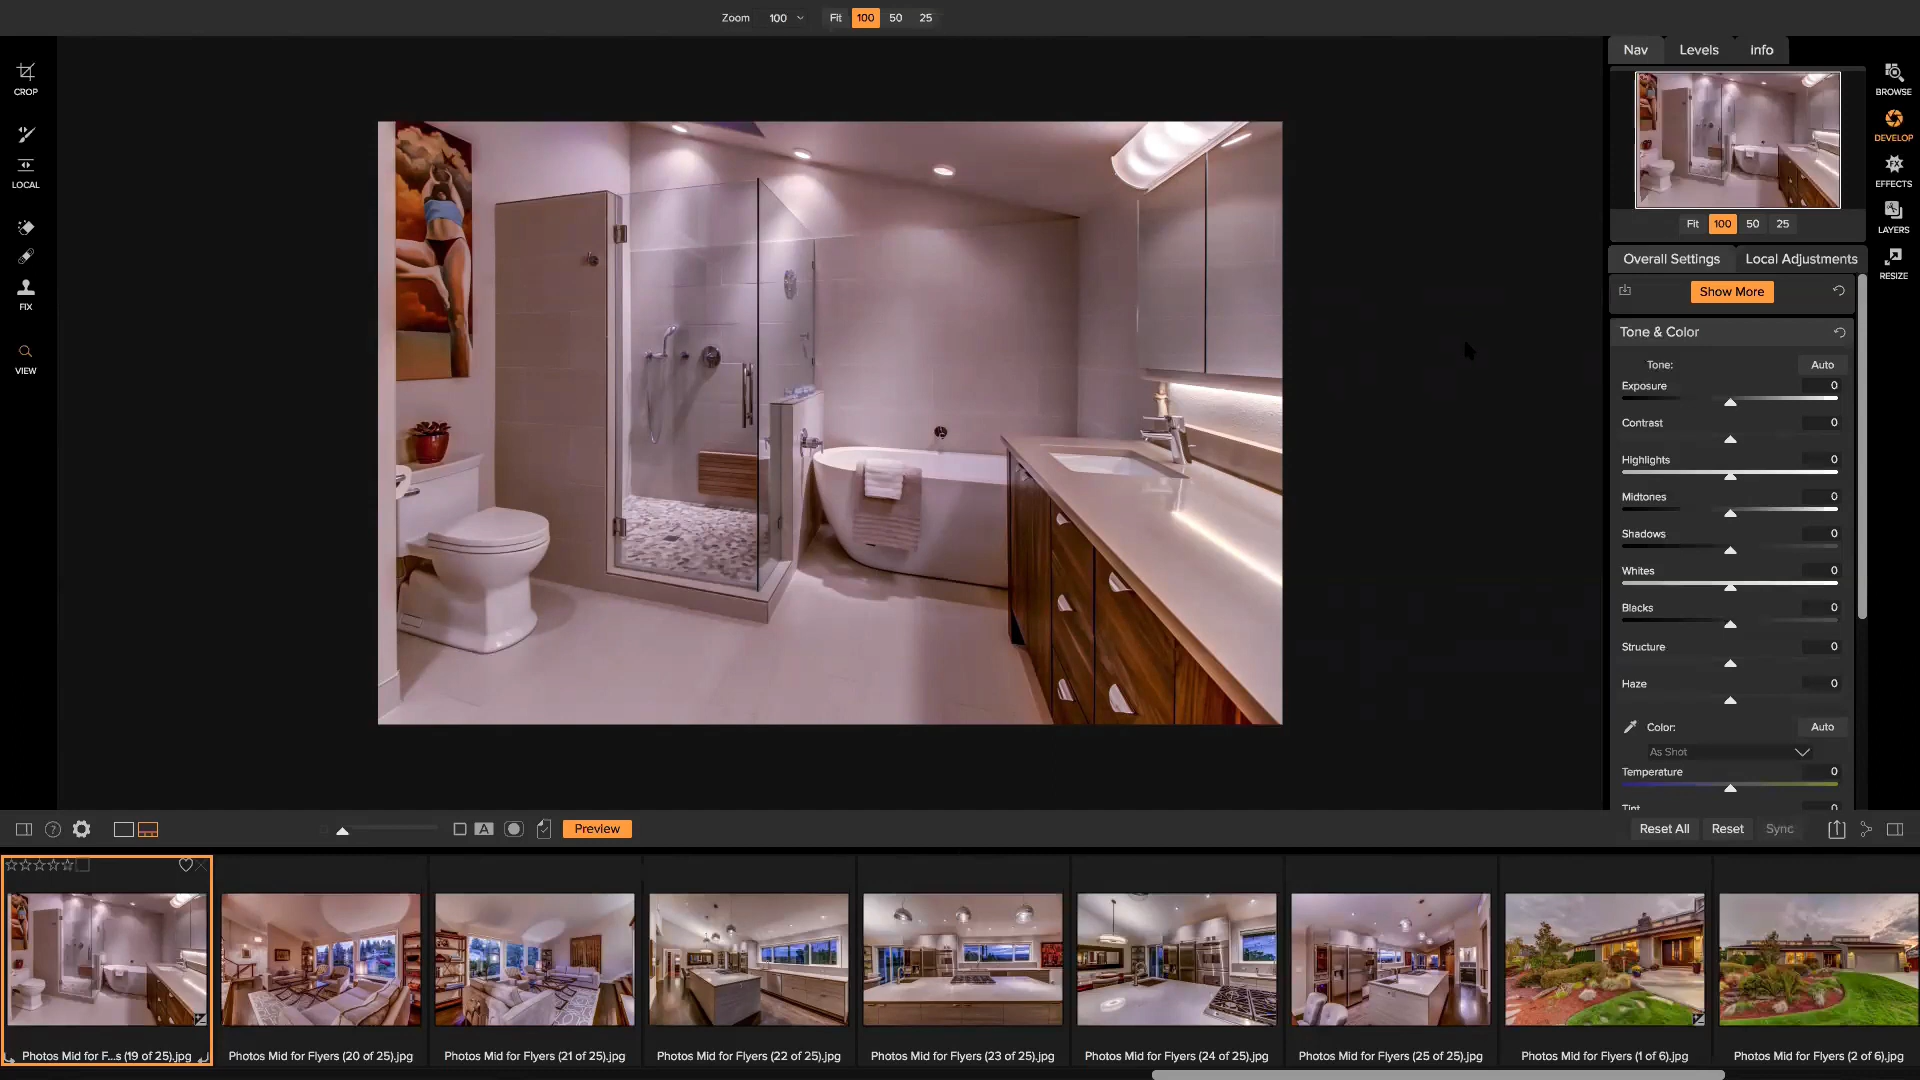 Zoom 100 Fit 100 50 25
Nav Levels Info
CROP
LOCAL
FIX
VIEW
BROWSE
DEVELOP
EFFECTS
LAYERS
RESIZE
Fit 100 50 25
Overall Settings Local Adjustments
Show More
Tone & Color
Tone: Auto
Exposure 0
Contrast 0
Highlights 0
Midtones 0
Shadows 0
Whites 0
Blacks 0
Structure 0
Haze 0
Color: Auto
As Shot
Temperature 0
Tint 0
? A Preview Reset All Reset Sync
Photos Mid for F...s (19 of 25).jpg
Photos Mid for Flyers (20 of 25).jpg
Photos Mid for Flyers (21 of 25).jpg
Photos Mid for Flyers (22 of 25).jpg
Photos Mid for Flyers (23 of 25).jpg
Photos Mid for Flyers (24 of 25).jpg
Photos Mid for Flyers (25 of 25).jpg
Photos Mid for Flyers (1 of 6).jpg
Photos Mid for Flyers (2 of 6).jpg